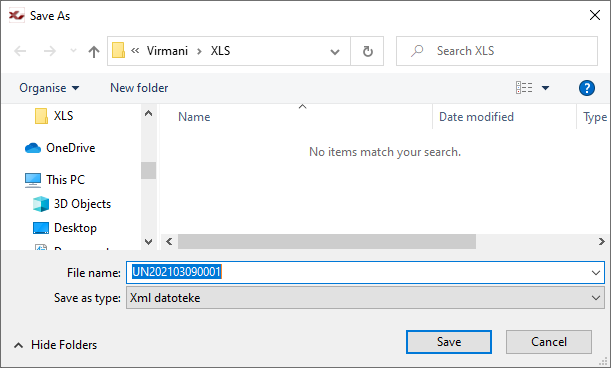 Save As
Virmani XLS
Search XLS
Organise New folder
XLS
OneDrive
This PC
3D Objects
Desktop
Name Date modified Type
No items match your search.
File name: UN202103090001
Save as type: Xml datoteke
Hide Folders
Save Cancel